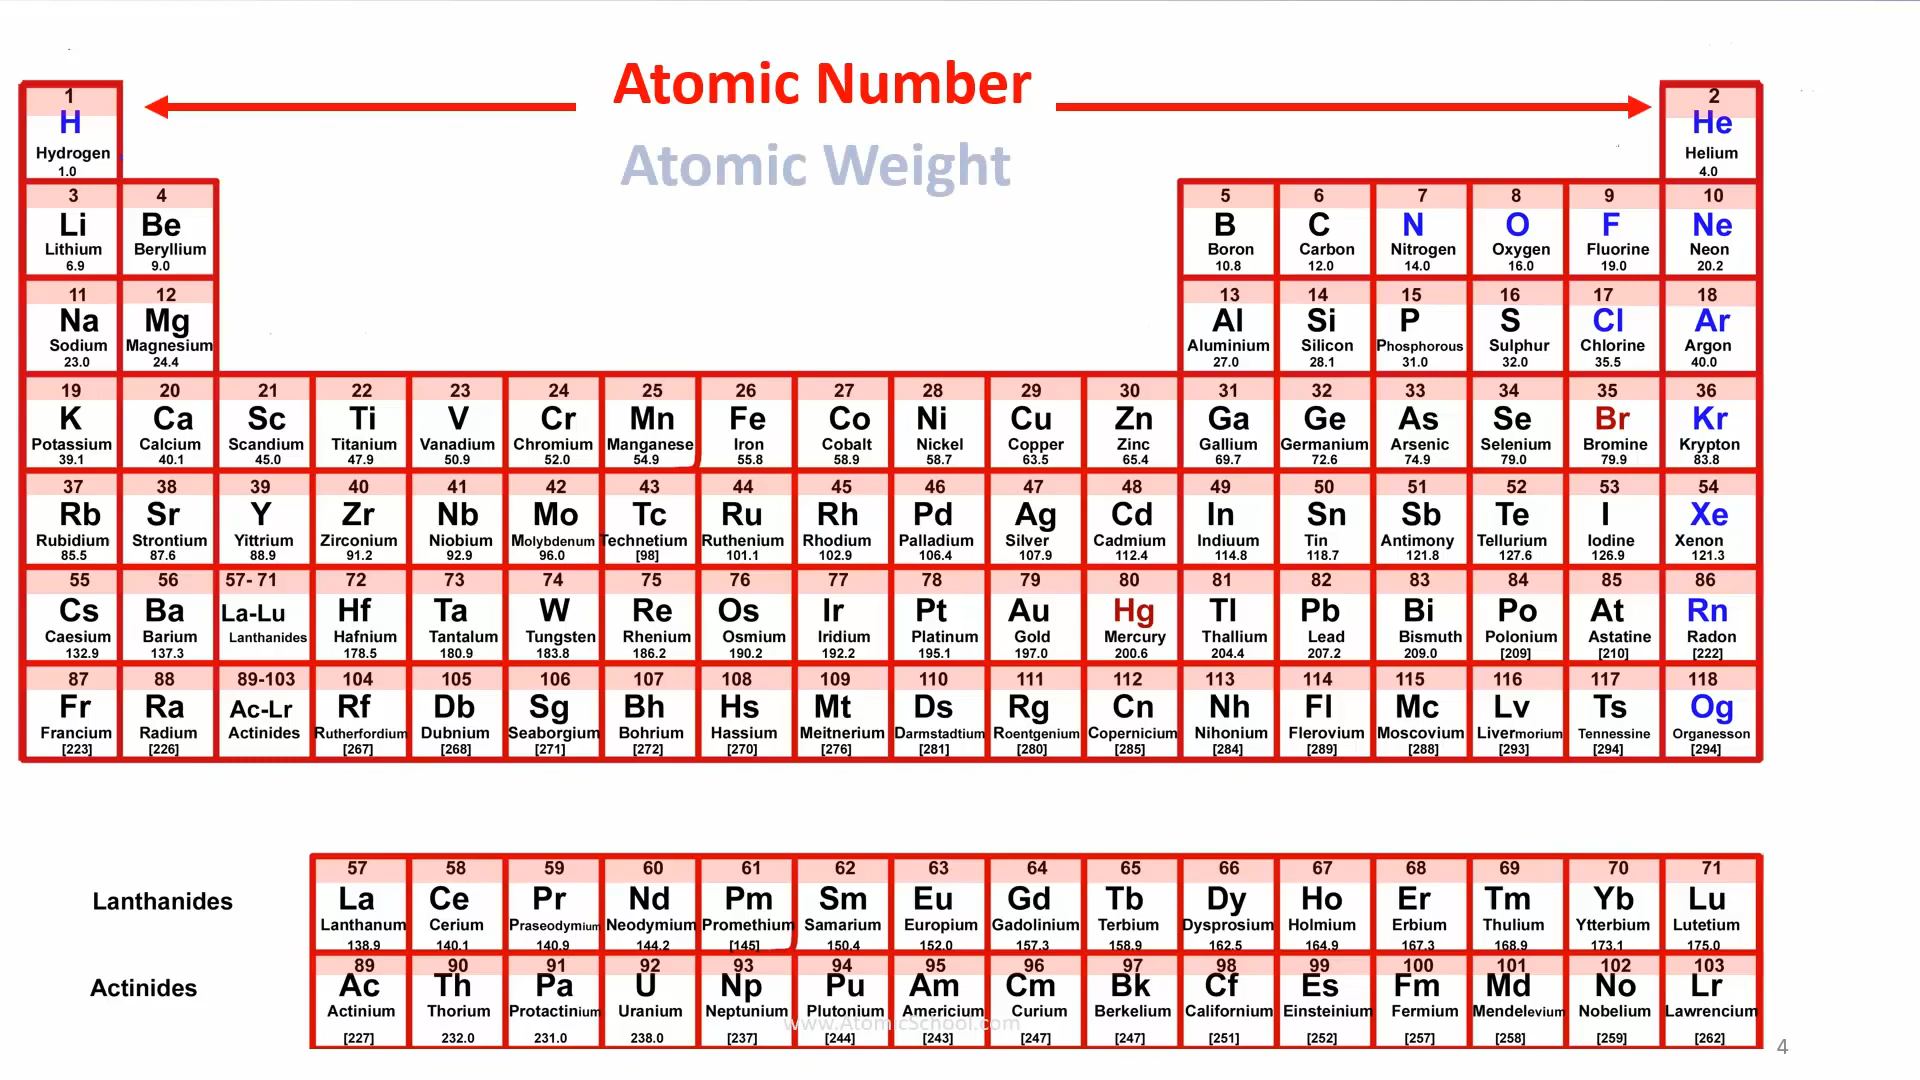 Atomic Number
Atomic Weight
1 2
H He
Hydrogen Helium
1.0 4.0
3 4 5 6 7 8 9 10
Li Be B C N O F Ne
Lithium Beryllium Boron Carbon Nitrogen Oxygen Fluorine Neon
6.9 9.0 10.8 12.0 14.0 16.0 19.0 20.2
11 12 13 14 15 16 17 18
Na Mg Al Si P S Cl Ar
Sodium Magnesium Aluminium Silicon Phosphorous Sulphur Chlorine Argon
23.0 24.4 27.0 28.1 31.0 32.0 35.5 40.0
19 20 21 22 23 24 25 26 27 28 29 30 31 32 33 34 35 36
K Ca Sc Ti V Cr Mn Fe Co Ni Cu Zn Ga Ge As Se Br Kr
Potassium Calcium Scandium Titanium Vanadium Chromium Manganese Iron Cobalt Nickel Copper Zinc Gallium Germanium Arsenic Selenium Bromine Krypton
39.1 40.1 45.0 47.9 50.9 52.0 54.9 55.8 58.9 58.7 63.5 65.4 69.7 72.6 74.9 79.0 79.9 83.8
37 38 39 40 41 42 43 44 45 46 47 48 49 50 51 52 53 54
Rb Sr Y Zr Nb Mo Tc Ru Rh Pd Ag Cd In Sn Sb Te I Xe
Rubidium Strontium Yittrium Zirconium Niobium Molybdenum Technetium Ruthenium Rhodium Palladium Silver Cadmium Indiuum Tin Antimony Tellurium Iodine Xenon
85.5 87.6 88.9 91.2 92.9 96.0 [98] 101.1 102.9 106.4 107.9 112.4 114.8 118.7 121.8 127.6 126.9 121.3
55 56 57- 71 72 73 74 75 76 77 78 79 80 81 82 83 84 85 86
Cs Ba La-Lu Hf Ta W Re Os Ir Pt Au Hg Tl Pb Bi Po At Rn
Caesium Barium Lanthanides Hafnium Tantalum Tungsten Rhenium Osmium Iridium Platinum Gold Mercury Thallium Lead Bismuth Polonium Astatine Radon
132.9 137.3 178.5 180.9 183.8 186.2 190.2 192.2 195.1 197.0 200.6 204.4 207.2 209.0 [209] [210] [222]
87 88 89-103 104 105 106 107 108 109 110 111 112 113 114 115 116 117 118
Fr Ra Ac-Lr Rf Db Sg Bh Hs Mt Ds Rg Cn Nh Fl Mc Lv Ts Og
Francium Radium Actinides Rutherfordium Dubnium Seaborgium Bohrium Hassium Meitnerium Darmstadtium Roentgenium Copernicium Nihonium Flerovium Moscovium Livermorium Tennessine Organesson
[223] [226] [267] [268] [271] [272] [270] [276] [281] [280] [285] [284] [289] [288] [293] [294] [294]
57 58 59 60 61 62 63 64 65 66 67 68 69 70 71
Lanthanides La Ce Pr Nd Pm Sm Eu Gd Tb Dy Ho Er Tm Yb Lu
Lanthanum Cerium Praseodymium Neodymium Promethium Samarium Europium Gadolinium Terbium Dysprosium Holmium Erbium Thulium Ytterbium Lutetium
138.9 140.1 140.9 144.2 [145] 150.4 152.0 157.3 158.9 162.5 164.9 167.3 168.9 173.1 175.0
89 90 91 92 93 94 95 96 97 98 99 100 101 102 103
Actinides Ac Th Pa U Np Pu Am Cm Bk Cf Es Fm Md No Lr
Actinium Thorium Protactinium Uranium Neptunium Plutonium Americium Curium Berkelium Californium Einsteinium Fermium Mendelevium Nobelium Lawrencium
www.AtomicSchool.com
[227] 232.0 231.0 238.0 [237] [244] [243] [247] [247] [251] [252] [257] [258] [259] [262]
4